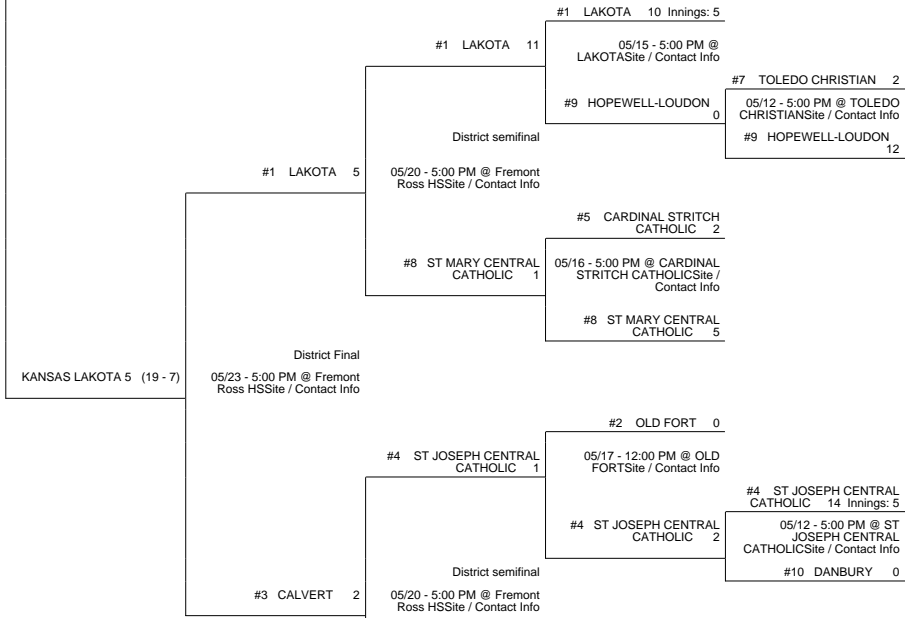 #1 LAKOTA 10 Innings: 5
#1 LAKOTA 11
05/15 - 5:00 PM @
LAKOTASite / Contact Info
#7 TOLEDO CHRISTIAN 2
#9 HOPEWELL-LOUDON
0
05/12 - 5:00 PM @ TOLEDO
CHRISTIANSite / Contact Info
District semifinal
#9 HOPEWELL-LOUDON
12
#1 LAKOTA 5
05/20 - 5:00 PM @ Fremont
Ross HSSite / Contact Info
#5 CARDINAL STRITCH
CATHOLIC 2
#8 ST MARY CENTRAL
CATHOLIC 1
05/16 - 5:00 PM @ CARDINAL
STRITCH CATHOLICSite /
Contact Info
#8 ST MARY CENTRAL
CATHOLIC 5
District Final
KANSAS LAKOTA 5 (19 - 7)
05/23 - 5:00 PM @ Fremont
Ross HSSite / Contact Info
#2 OLD FORT 0
#4 ST JOSEPH CENTRAL
CATHOLIC 1
05/17 - 12:00 PM @ OLD
FORTSite / Contact Info
#4 ST JOSEPH CENTRAL
CATHOLIC 14 Innings: 5
#4 ST JOSEPH CENTRAL
CATHOLIC 2
05/12 - 5:00 PM @ ST
JOSEPH CENTRAL
CATHOLICSite / Contact Info
District semifinal
#10 DANBURY 0
#3 CALVERT 2
05/20 - 5:00 PM @ Fremont
Ross HSSite / Contact Info